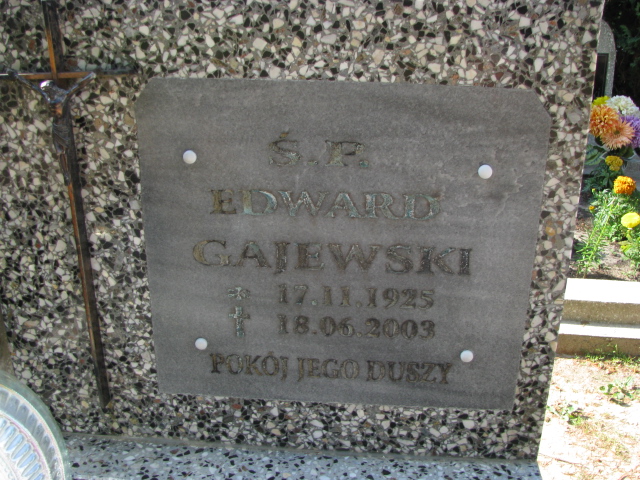 Ś.P.
EDWARD
GAJEWSKI
* 17.11.1925
† 18.06.2003
POKÓJ JEGO DUSZY